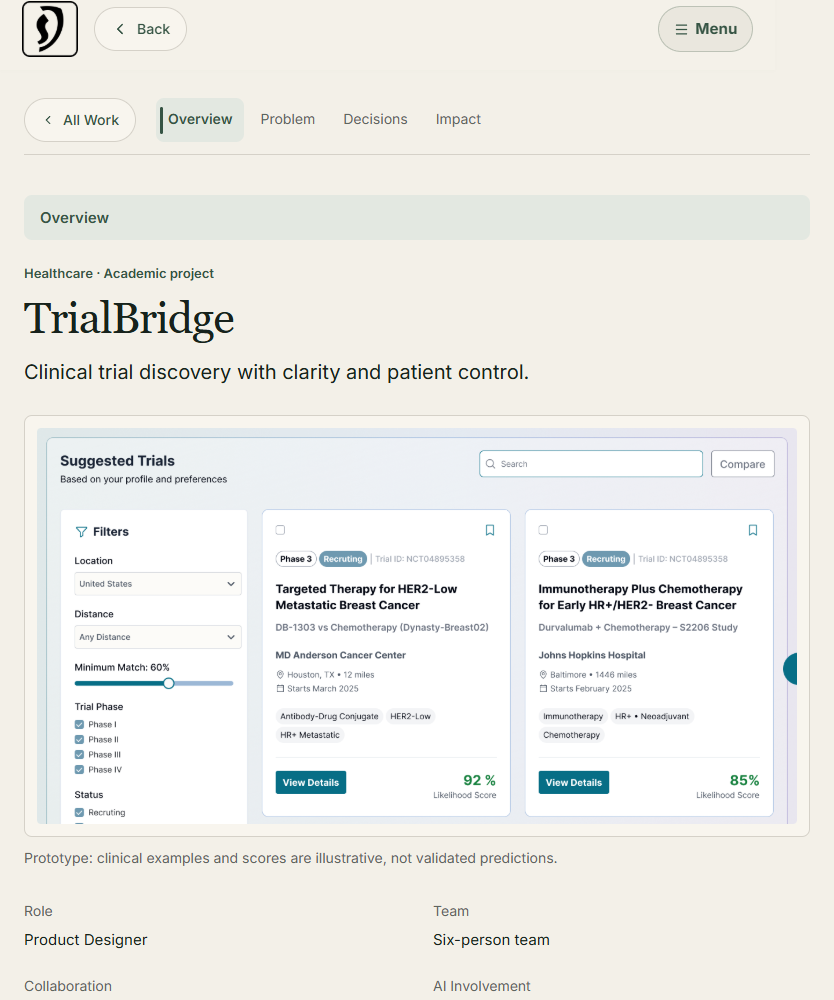 Back
Menu
All Work
Overview
Problem
Decisions
Impact
Overview
Healthcare · Academic project
TrialBridge
Clinical trial discovery with clarity and patient control.
Suggested Trials
Based on your profile and preferences
Search
Compare
Filters
Location
United States
Distance
Any Distance
Minimum Match: 60%
Trial Phase
Phase I
Phase II
Phase III
Phase IV
Status
Recruting
Phase 3 Recruting | Trial ID: NCT04895358
Targeted Therapy for HER2-Low
Metastatic Breast Cancer
DB-1303 vs Chemotherapy (Dynasty-Breast02)
MD Anderson Cancer Center
Houston, TX • 12 miles
Starts March 2025
Antibody-Drug Conjugate HER2-Low
HR+ Metastatic
View Details
92 %
Likelihood Score
Phase 3 Recruting | Trial ID: NCT04895358
Immunotherapy Plus Chemotherapy
for Early HR+/HER2- Breast Cancer
Durvalumab + Chemotherapy – S2206 Study
Johns Hopkins Hospital
Baltimore • 1446 miles
Starts February 2025
Immunotherapy HR+ • Neoadjuvant
Chemotherapy
View Details
85%
Likelihood Score
Prototype: clinical examples and scores are illustrative, not validated predictions.
Role
Product Designer
Team
Six-person team
Collaboration
AI Involvement